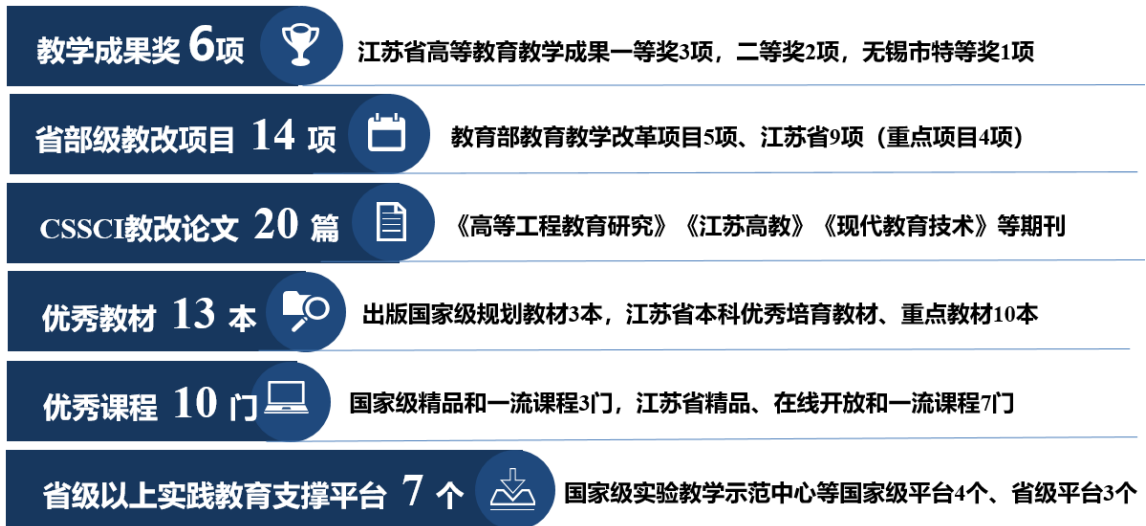 教学成果奖 6项
江苏省高等教育教学成果一等奖3项，二等奖2项，无锡市特等奖1项
省部级教改项目 14 项
教育部教育教学改革项目5项、江苏省9项（重点项目4项）
CSSCI教改论文 20 篇
《高等工程教育研究》《江苏高教》《现代教育技术》等期刊
优秀教材 13 本
出版国家级规划教材3本，江苏省本科优秀培育教材、重点教材10本
优秀课程 10 门
国家级精品和一流课程3门，江苏省精品、在线开放和一流课程7门
省级以上实践教育支撑平台 7 个
国家级实验教学示范中心等国家级平台4个、省级平台3个